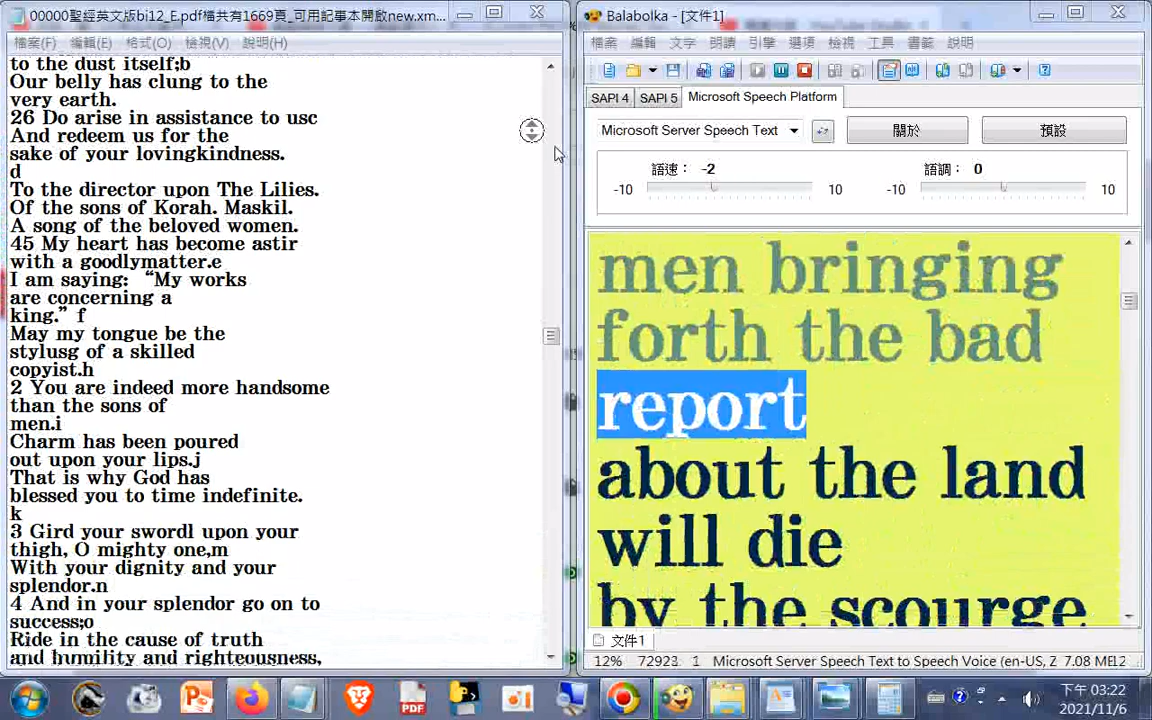 00000聖經英文版bi12_E.pdf檔共有1669頁_可用記事本開啟new.xm...
檔案(F) 編輯(E) 格式(O) 檢視(V) 說明(H)
to the dust itself;b
Our belly has clung to the
very earth.
26 Do arise in assistance to usc
And redeem us for the
sake of your lovingkindness.
d
To the director upon The Lilies.
Of the sons of Korah. Maskil.
A song of the beloved women.
45 My heart has become astir
with a goodlymatter.e
I am saying: “My works
are concerning a
king.” f
May my tongue be the
stylusg of a skilled
copyist.h
2 You are indeed more handsome
than the sons of
men.i
Charm has been poured
out upon your lips.j
That is why God has
blessed you to time indefinite.
k
3 Gird your swordl upon your
thigh, O mighty one,m
With your dignity and your
splendor.n
4 And in your splendor go on to
success;o
Ride in the cause of truth
and humility and righteousness,
Balabolka - [文件1]
檔案 編輯 文字 朗讀 引擎 選項 檢視 工具 書籤 說明
SAPI 4 SAPI 5 Microsoft Speech Platform
Microsoft Server Speech Text 關於 預設
語速: -2 語調: 0
-10 10 -10 10
men bringing
forth the bad
report
about the land
will die
by the scourge
文件1
12% 72923 1 Microsoft Server Speech Text to Speech Voice (en-US, Z 7.08 ME12
下午 03:22
2021/11/6